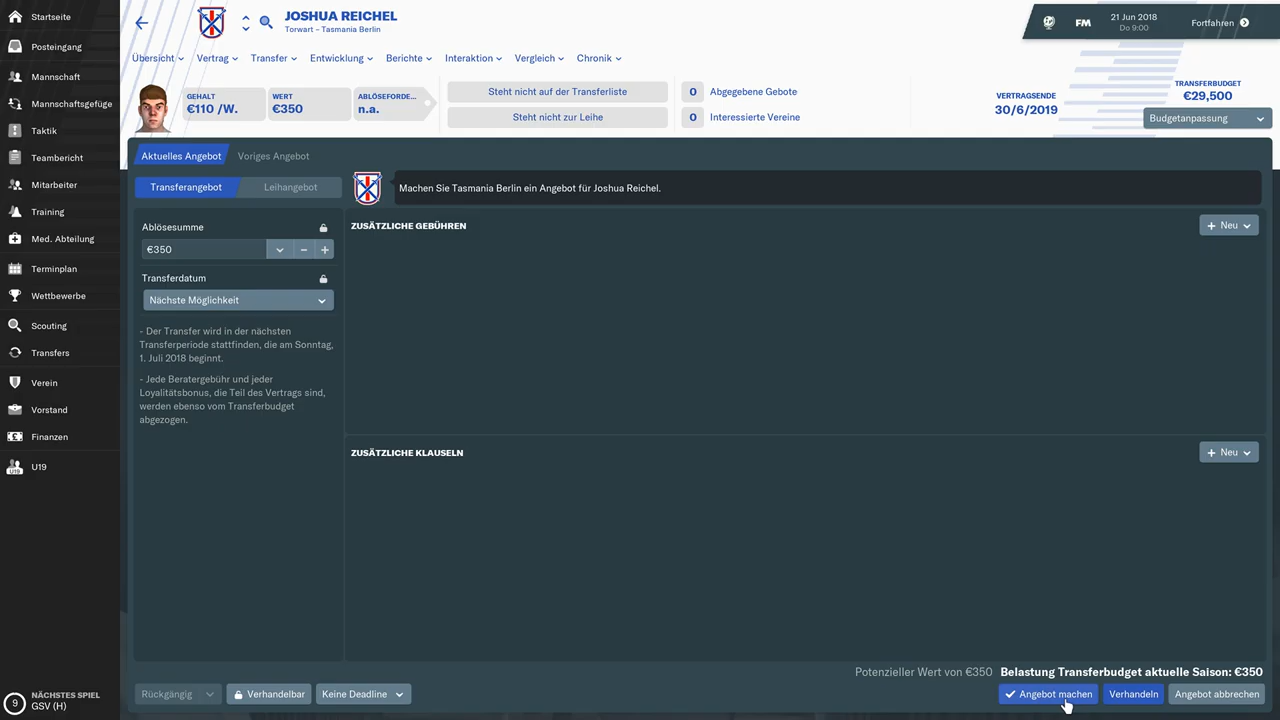 Startseite
Posteingang
Mannschaft
Mannschaftsgefüge
Taktik
Teambericht
Mitarbeiter
Training
Med. Abteilung
Terminplan
Wettbewerbe
Scouting
Transfers
Verein
Vorstand
Finanzen
U19
U19
9
NÄCHSTES SPIEL
GSV (H)
JOSHUA REICHEL
Torwart - Tasmania Berlin
FM
21 Jun 2018
Do 9:00
Fortfahren
Übersicht
Vertrag
Transfer
Entwicklung
Berichte
Interaktion
Vergleich
Chronik
GEHALT
€110 /W.
WERT
€350
ABLÖSEFORDE...
n.a.
Steht nicht auf der Transferliste
Steht nicht zur Leihe
0 Abgegebene Gebote
0 Interessierte Vereine
VERTRAGSENDE
30/6/2019
TRANSFERBUDGET
€29,500
Budgetanpassung
Aktuelles Angebot
Voriges Angebot
Transferangebot
Leihangebot
Machen Sie Tasmania Berlin ein Angebot für Joshua Reichel.
Ablösesumme
€350
Transferdatum
Nächste Möglichkeit
- Der Transfer wird in der nächsten
Transferperiode stattfinden, die am Sonntag,
1. Juli 2018 beginnt.
- Jede Beratergebühr und jeder
Loyalitätsbonus, die Teil des Vertrags sind,
werden ebenso vom Transferbudget
abgezogen.
ZUSÄTZLICHE GEBÜHREN
+ Neu
ZUSÄTZLICHE KLAUSELN
+ Neu
Potenzieller Wert von €350 Belastung Transferbudget aktuelle Saison: €350
Rückgängig
Verhandelbar
Keine Deadline
Angebot machen
Verhandeln
Angebot abbrechen